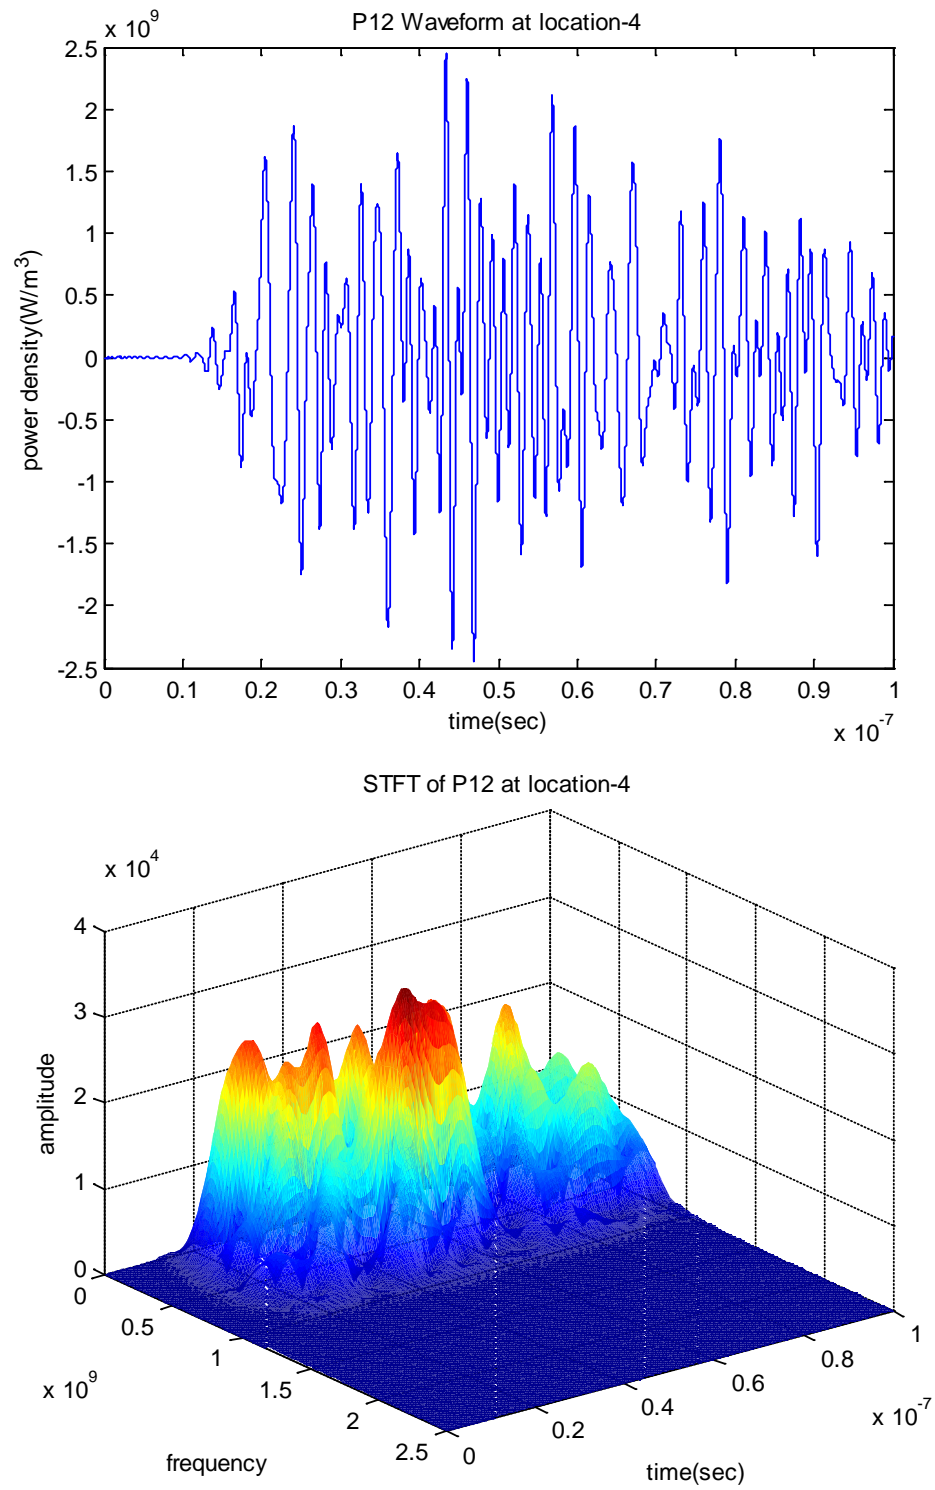 P12 Waveform at location-4
x 10^9
2.5
2
1.5
1
0.5
0
-0.5
-1
-1.5
-2
-2.5
power density(W/m^3)
0 0.1 0.2 0.3 0.4 0.5 0.6 0.7 0.8 0.9 1
time(sec)
x 10^-7
STFT of P12 at location-4
x 10^4
4
3
2
1
0
amplitude
0
0.5
1
1.5
2
2.5
x 10^9
frequency
0
0.2
0.4
0.6
0.8
1
x 10^-7
time(sec)